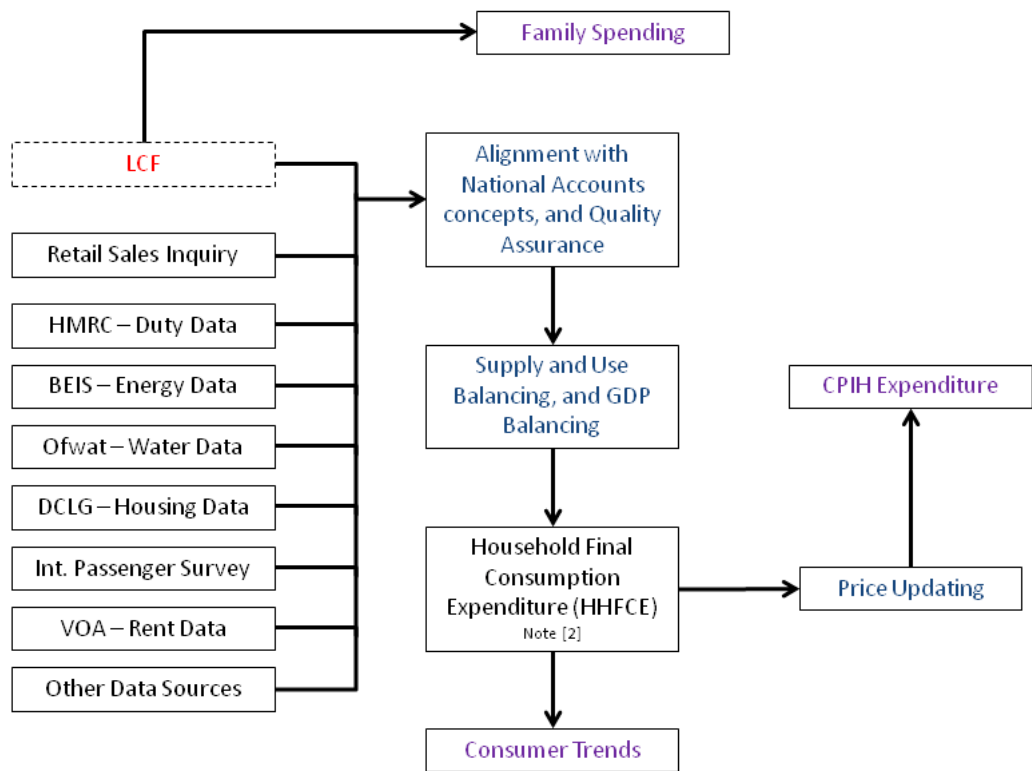 Family Spending
LCF
Retail Sales Inquiry
HMRC – Duty Data
BEIS – Energy Data
Ofwat – Water Data
DCLG – Housing Data
Int. Passenger Survey
VOA – Rent Data
Other Data Sources
Alignment with
National Accounts
concepts, and Quality
Assurance
Supply and Use
Balancing, and GDP
Balancing
Household Final
Consumption
Expenditure (HHFCE)
Note [2]
Consumer Trends
CPIH Expenditure
Price Updating